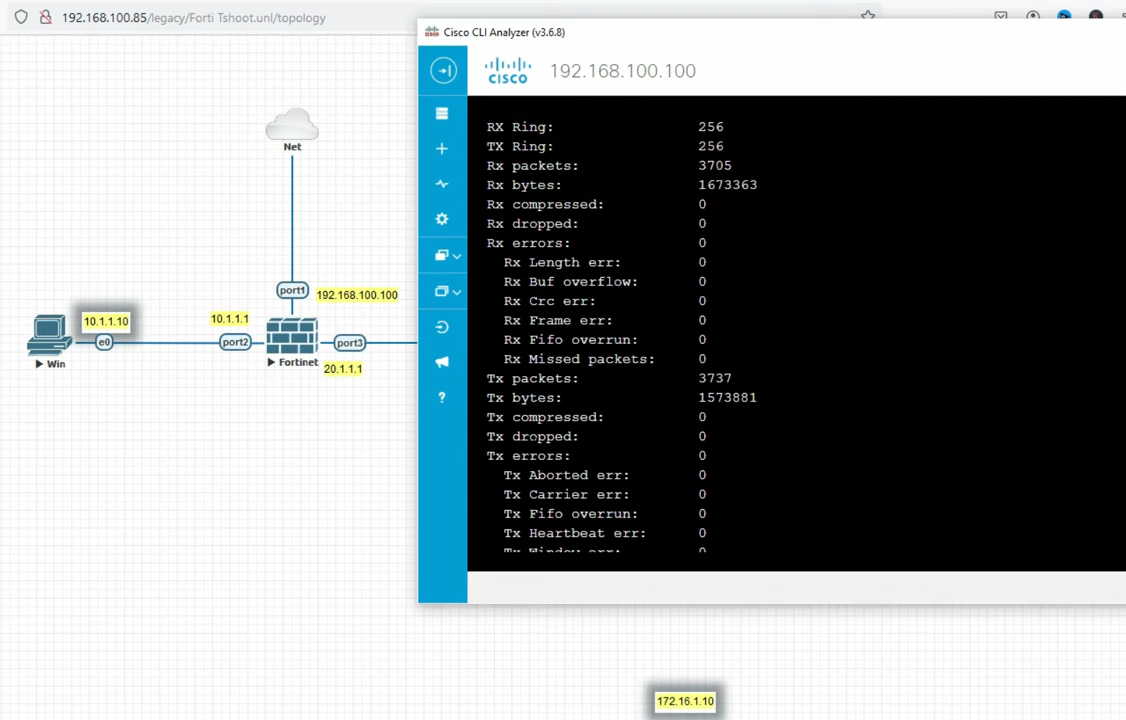 192.168.100.85/legacy/Forti Tshoot.unl/topology
Cisco CLI Analyzer (v3.6.8)
CISCO
192.168.100.100
Net
port1
192.168.100.100
10.1.1.10
e0
Win
10.1.1.1
port2
Fortinet
port3
20.1.1.1
RX Ring: 256
TX Ring: 256
Rx packets: 3705
Rx bytes: 1673363
Rx compressed: 0
Rx dropped: 0
Rx errors: 0
Rx Length err: 0
Rx Buf overflow: 0
Rx Crc err: 0
Rx Frame err: 0
Rx Fifo overrun: 0
Rx Missed packets: 0
Tx packets: 3737
Tx bytes: 1573881
Tx compressed: 0
Tx dropped: 0
Tx errors: 0
Tx Aborted err: 0
Tx Carrier err: 0
Tx Fifo overrun: 0
Tx Heartbeat err: 0
Tx Window err: 0
?
172.16.1.10